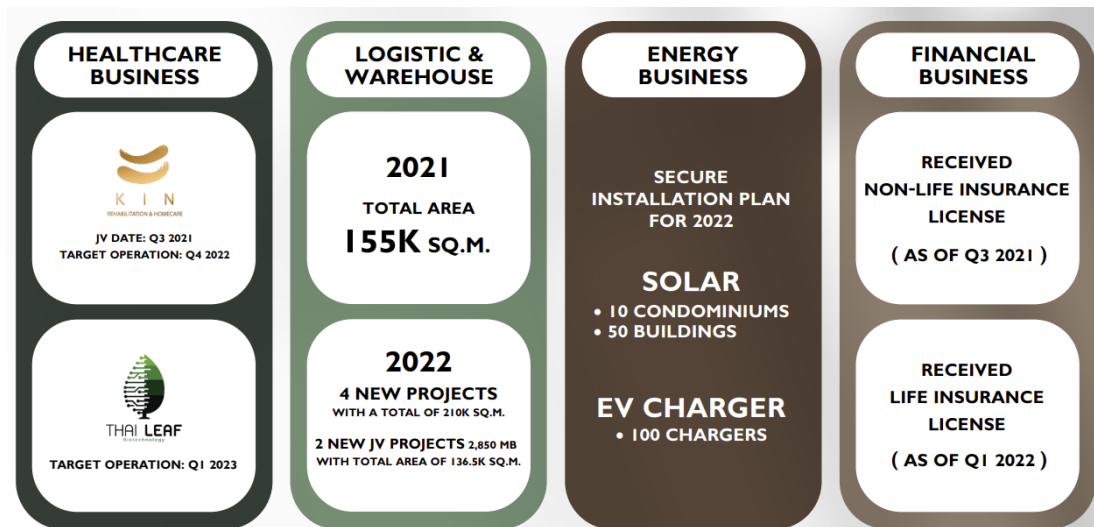 HEALTHCARE
BUSINESS
KIN
REHABILITATION & HOMECARE
JV DATE: Q3 2021
TARGET OPERATION: Q4 2022
THAI LEAF
Biotechnology
TARGET OPERATION: Q1 2023
LOGISTIC &
WAREHOUSE
2021
TOTAL AREA
155K SQ.M.
2022
4 NEW PROJECTS
WITH A TOTAL OF 210K SQ.M.
2 NEW JV PROJECTS 2,850 MB
WITH TOTAL AREA OF 136.5K SQ.M.
ENERGY
BUSINESS
SECURE
INSTALLATION PLAN
FOR 2022
SOLAR
• 10 CONDOMINIUMS
• 50 BUILDINGS
EV CHARGER
• 100 CHARGERS
FINANCIAL
BUSINESS
RECEIVED
NON-LIFE INSURANCE
LICENSE
( AS OF Q3 2021 )
RECEIVED
LIFE INSURANCE
LICENSE
( AS OF Q1 2022 )